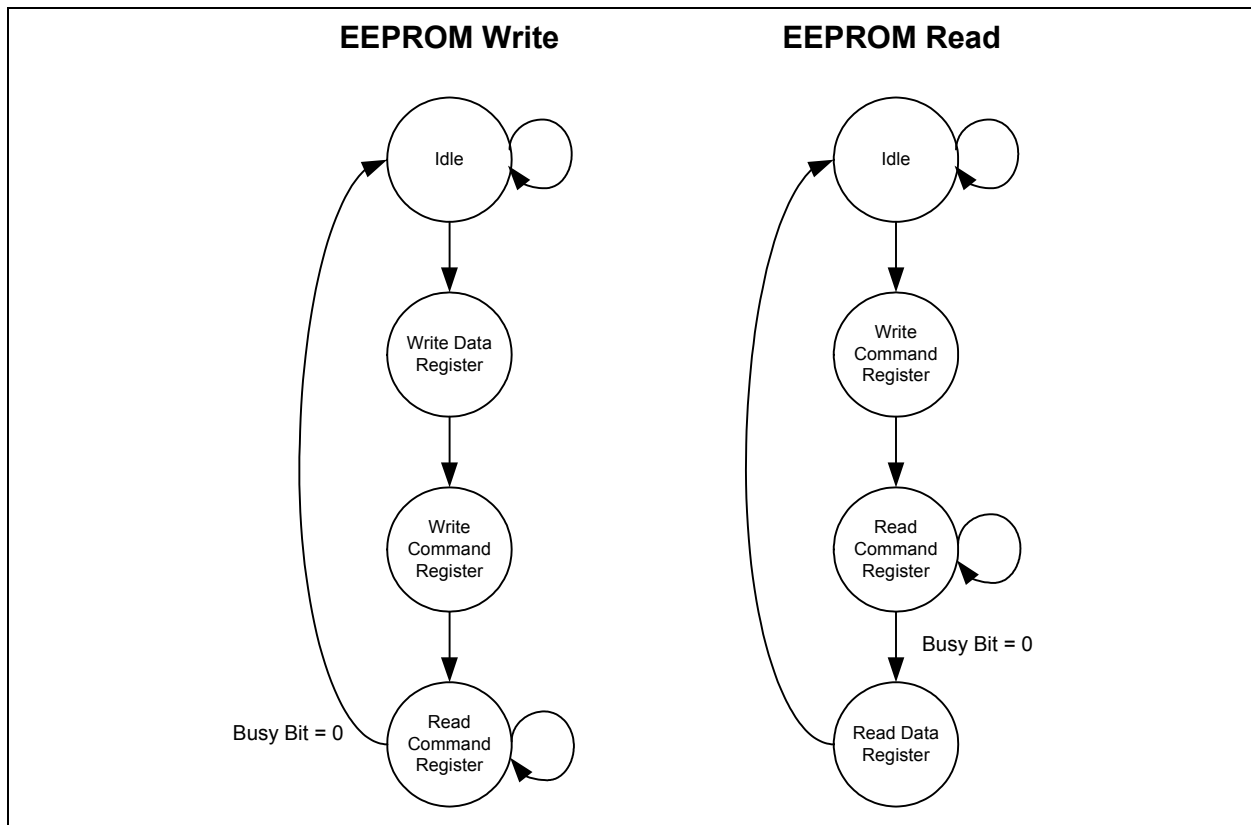 EEPROM Write
Idle
Write Data
Register
Write
Command
Register
Read
Command
Register
Busy Bit = 0
EEPROM Read
Idle
Write
Command
Register
Read
Command
Register
Busy Bit = 0
Read Data
Register